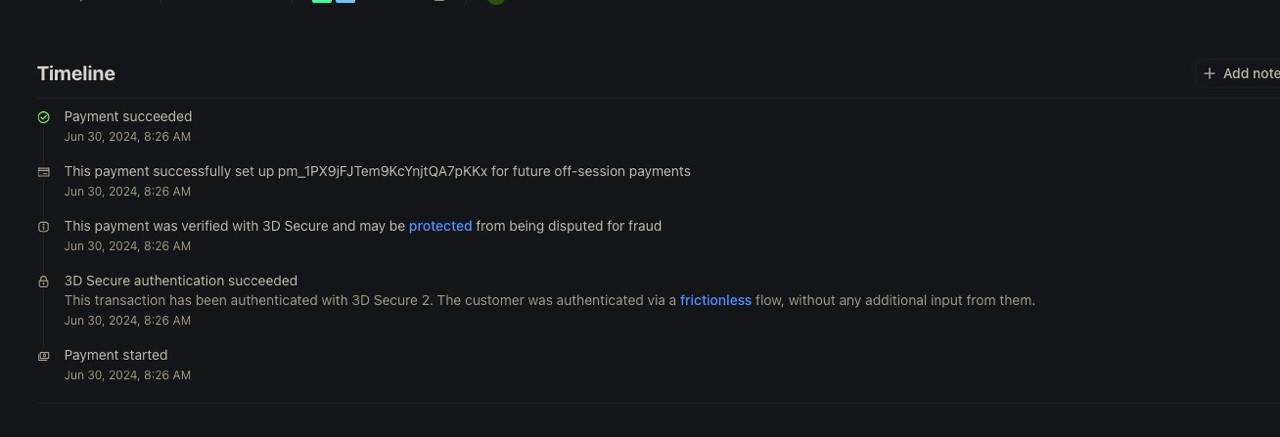 Timeline
+ Add note
Payment succeeded
Jun 30, 2024, 8:26 AM
This payment successfully set up pm_1PX9jFJTem9KcYnjtQA7pKKx for future off-session payments
Jun 30, 2024, 8:26 AM
This payment was verified with 3D Secure and may be protected from being disputed for fraud
Jun 30, 2024, 8:26 AM
3D Secure authentication succeeded
This transaction has been authenticated with 3D Secure 2. The customer was authenticated via a frictionless flow, without any additional input from them.
Jun 30, 2024, 8:26 AM
Payment started
Jun 30, 2024, 8:26 AM